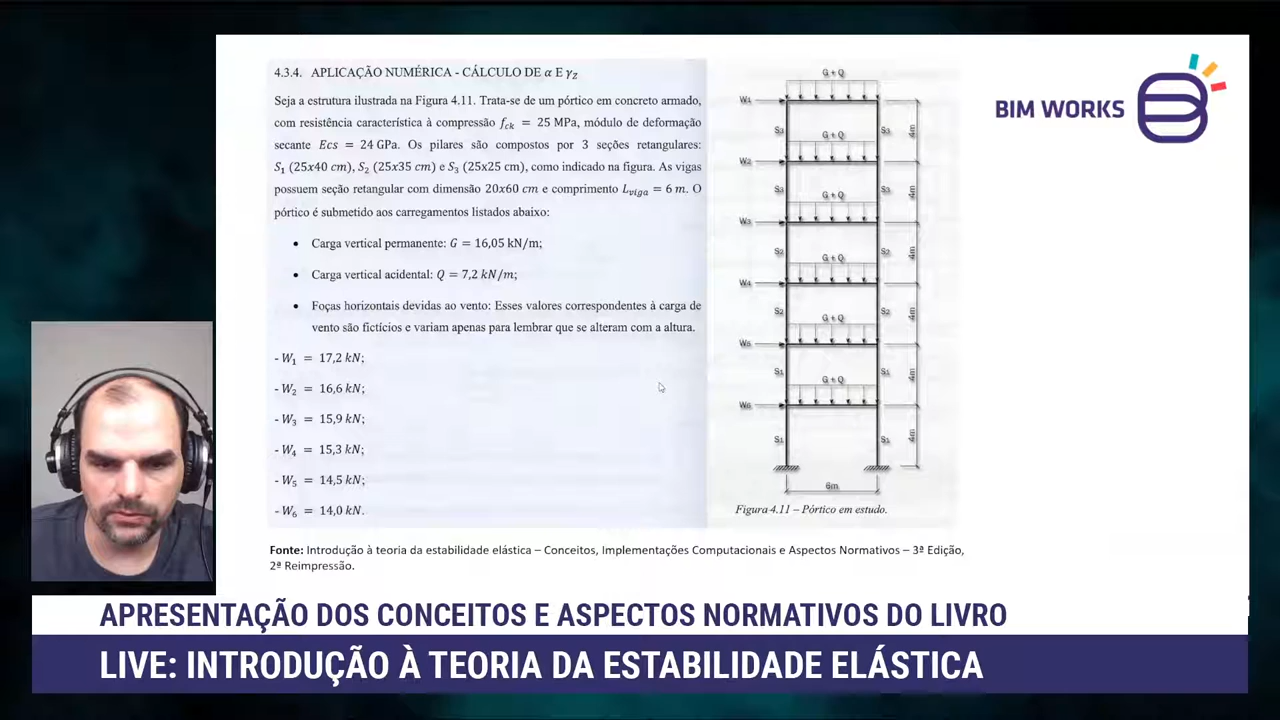 BIM WORKS
4.3.4. APLICAÇÃO NUMÉRICA - CÁLCULO DE α E γz
Seja a estrutura ilustrada na Figura 4.11. Trata-se de um pórtico em concreto armado,
com resistência característica à compressão fck = 25 MPa, módulo de deformação
secante Ecs = 24 GPa. Os pilares são compostos por 3 seções retangulares:
S1 (25x40 cm), S2 (25x35 cm) e S3 (25x25 cm), como indicado na figura. As vigas
possuem seção retangular com dimensão 20x60 cm e comprimento Lviga = 6 m. O
pórtico é submetido aos carregamentos listados abaixo:
• Carga vertical permanente: G = 16,05 kN/m;
• Carga vertical acidental: Q = 7,2 kN/m;
• Foças horizontais devidas ao vento: Esses valores correspondentes à carga de
vento são fictícios e variam apenas para lembrar que se alteram com a altura.
- W1 = 17,2 kN;
- W2 = 16,6 kN;
- W3 = 15,9 kN;
- W4 = 15,3 kN;
- W5 = 14,5 kN;
- W6 = 14,0 kN.
G+Q
W1
S3 S3 4m
G+Q
W2
S3 S3 4m
G+Q
W3
S2 S2 4m
G+Q
W4
S2 S2 4m
G+Q
W5
S1 S1 4m
G+Q
W6
S1 S1 4m
6m
Figura 4.11 – Pórtico em estudo.
Fonte: Introdução à teoria da estabilidade elástica – Conceitos, Implementações Computacionais e Aspectos Normativos – 3ª Edição,
2ª Reimpressão.
APRESENTAÇÃO DOS CONCEITOS E ASPECTOS NORMATIVOS DO LIVRO
LIVE: INTRODUÇÃO À TEORIA DA ESTABILIDADE ELÁSTICA